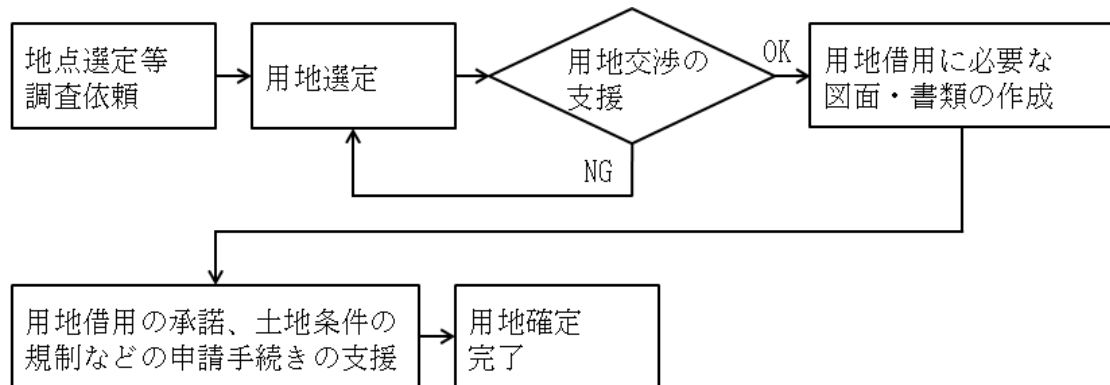 地点選定等
調査依頼
用地選定
用地交渉の
支援
OK
NG
用地借用に必要な
図面・書類の作成
用地借用の承諾、土地条件の
規制などの申請手続きの支援
用地確定
完了